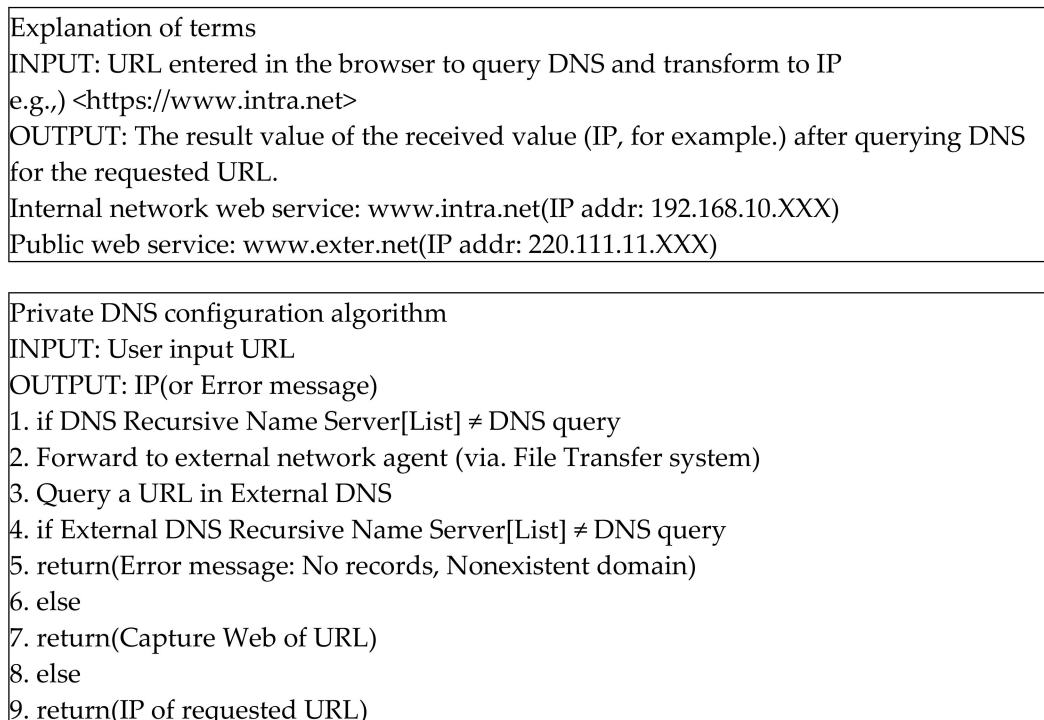 Explanation of terms
INPUT: URL entered in the browser to query DNS and transform to IP
e.g.,) <https://www.intra.net>
OUTPUT: The result value of the received value (IP, for example.) after querying DNS
for the requested URL.
Internal network web service: www.intra.net(IP addr: 192.168.10.XXX)
Public web service: www.exter.net(IP addr: 220.111.11.XXX)
Private DNS configuration algorithm
INPUT: User input URL
OUTPUT: IP(or Error message)
1. if DNS Recursive Name Server[List] ≠ DNS query
2. Forward to external network agent (via. File Transfer system)
3. Query a URL in External DNS
4. if External DNS Recursive Name Server[List] ≠ DNS query
5. return(Error message: No records, Nonexistent domain)
6. else
7. return(Capture Web of URL)
8. else
9. return(IP of requested URL)